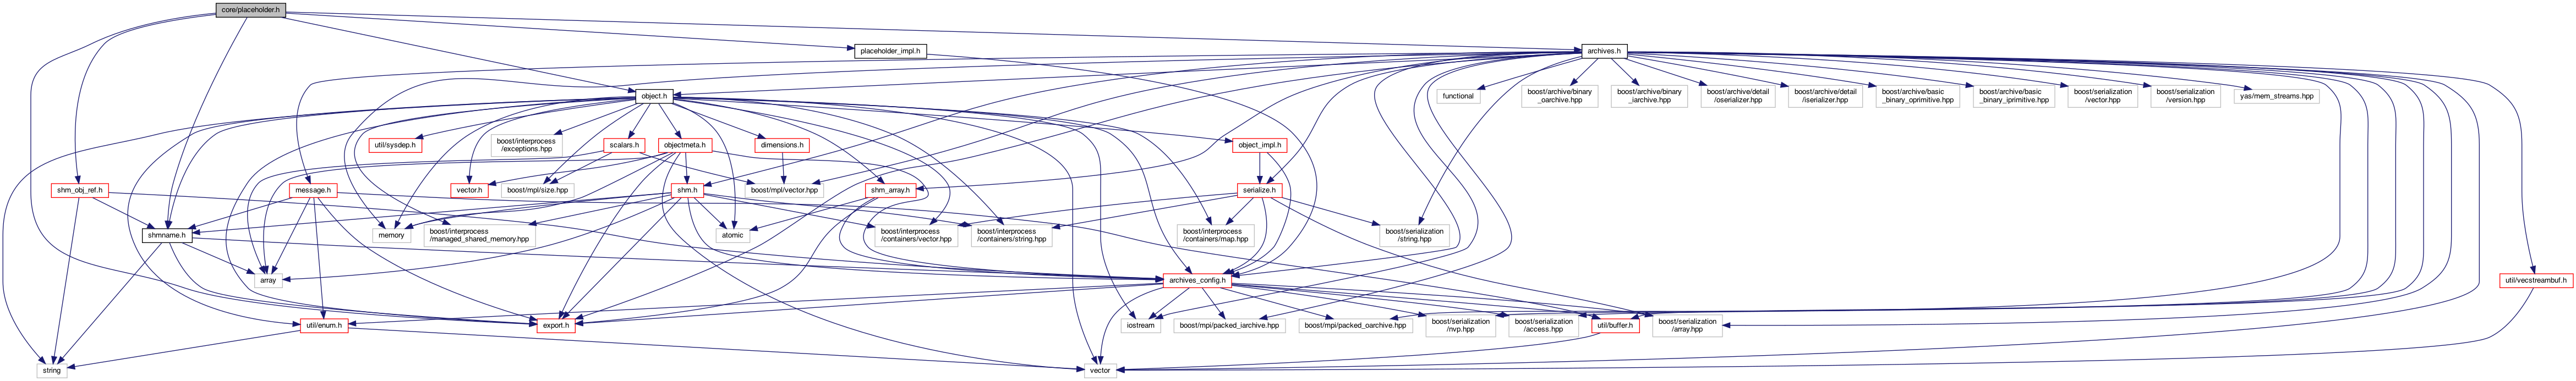 core/placeholder.h
placeholder_impl.h
archives.h
object.h
functional
boost/archive/binary
_oarchive.hpp
boost/archive/binary
_iarchive.hpp
boost/archive/detail
/oserializer.hpp
boost/archive/detail
/iserializer.hpp
boost/archive/basic
_binary_oprimitive.hpp
boost/archive/basic
_binary_iprimitive.hpp
boost/serialization
/vector.hpp
boost/serialization
/version.hpp
yas/mem_streams.hpp
util/sysdep.h
boost/interprocess
/exceptions.hpp
scalars.h
objectmeta.h
dimensions.h
object_impl.h
shm_obj_ref.h
message.h
vector.h
boost/mpl/size.hpp
shm.h
boost/mpl/vector.hpp
shm_array.h
serialize.h
shmname.h
memory
boost/interprocess
/managed_shared_memory.hpp
atomic
boost/interprocess
/containers/vector.hpp
boost/interprocess
/containers/string.hpp
boost/interprocess
/containers/map.hpp
boost/serialization
/string.hpp
array
archives_config.h
util/vecstreambuf.h
util/enum.h
export.h
iostream
boost/mpi/packed_iarchive.hpp
boost/mpi/packed_oarchive.hpp
boost/serialization
/nvp.hpp
boost/serialization
/access.hpp
util/buffer.h
boost/serialization
/array.hpp
string
vector